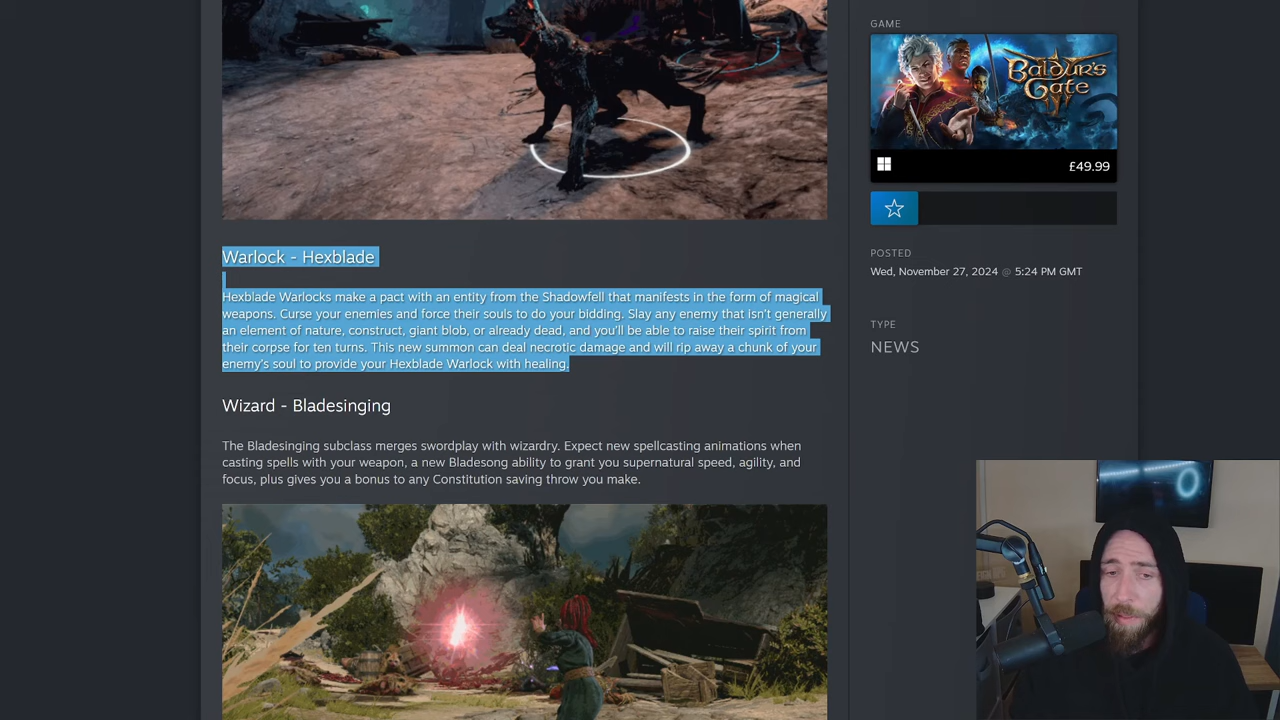 GAME
BALDUR'S
GATE
£49.99
POSTED
Wed, November 27, 2024 @ 5:24 PM GMT
TYPE
NEWS
Warlock - Hexblade
Hexblade Warlocks make a pact with an entity from the Shadowfell that manifests in the form of magical
weapons. Curse your enemies and force their souls to do your bidding. Slay any enemy that isn't generally
an element of nature, construct, giant blob, or already dead, and you'll be able to raise their spirit from
their corpse for ten turns. This new summon can deal necrotic damage and will rip away a chunk of your
enemy's soul to provide your Hexblade Warlock with healing.
Wizard - Bladesinging
The Bladesinging subclass merges swordplay with wizardry. Expect new spellcasting animations when
casting spells with your weapon, a new Bladesong ability to grant you supernatural speed, agility, and
focus, plus gives you a bonus to any Constitution saving throw you make.